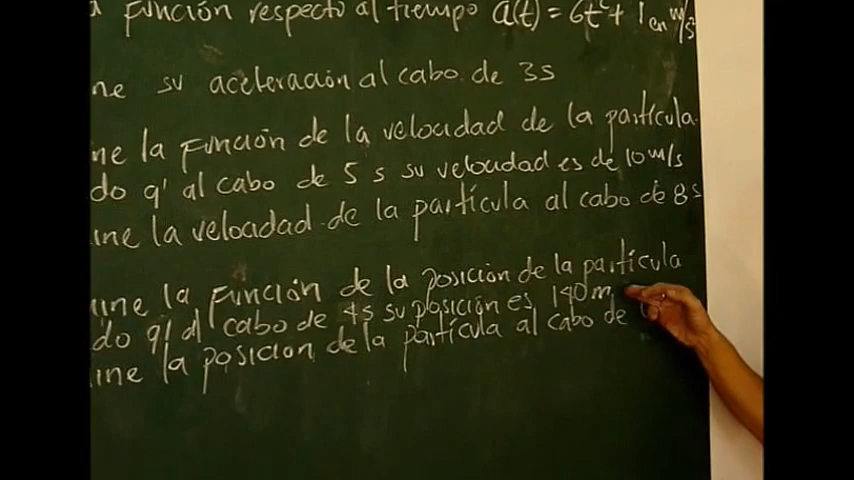 función respecto al tiempo a(t) = 6t² + 1 en m/s²
ne su aceleración al cabo de 3s
ne la función de la velocidad de la partícula
do q' al cabo de 5 s su velocidad es de 10 m/s
ine la velocidad de la partícula al cabo de 8s
ine la función de la posición de la partícula
do q' al cabo de 4s su posición es 140m
ine la posición de la partícula al cabo de